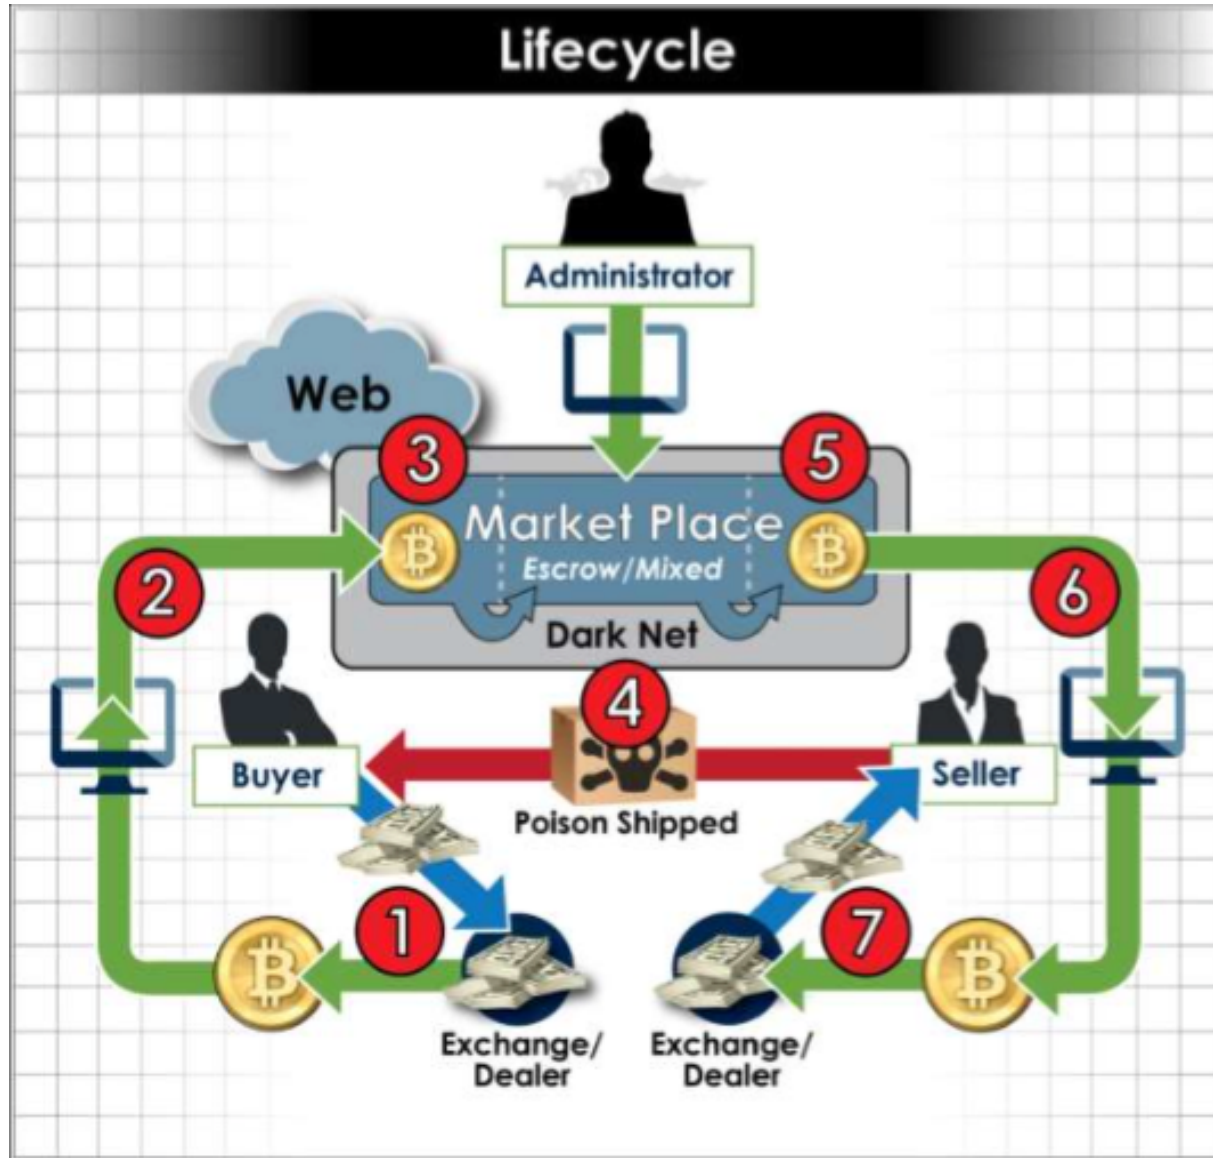 Lifecycle
Administrator
Web
3
5
Market Place
Escrow/Mixed
2
6
Dark Net
4
Buyer
Seller
Poison Shipped
1
7
Exchange/
Dealer
Exchange/
Dealer